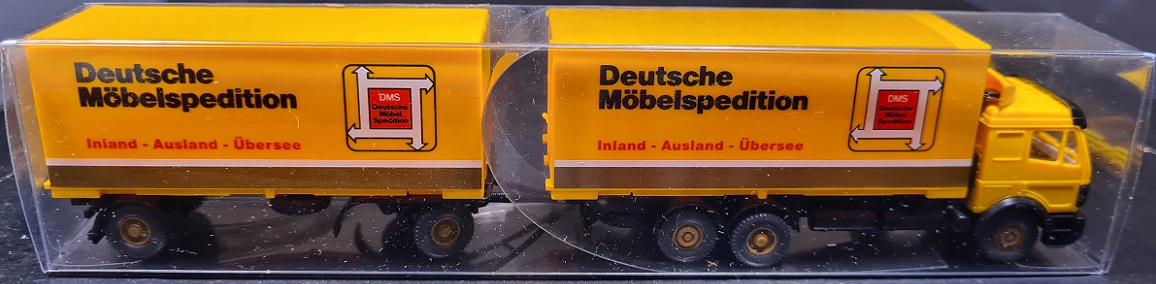 Deutsche
Möbelspedition
Inland - Ausland - Übersee
DMS
Deutsche
Möbel
Spedition
Deutsche
Möbelspedition
Inland - Ausland - Übersee
DMS
Deutsche
Möbel
Spedition